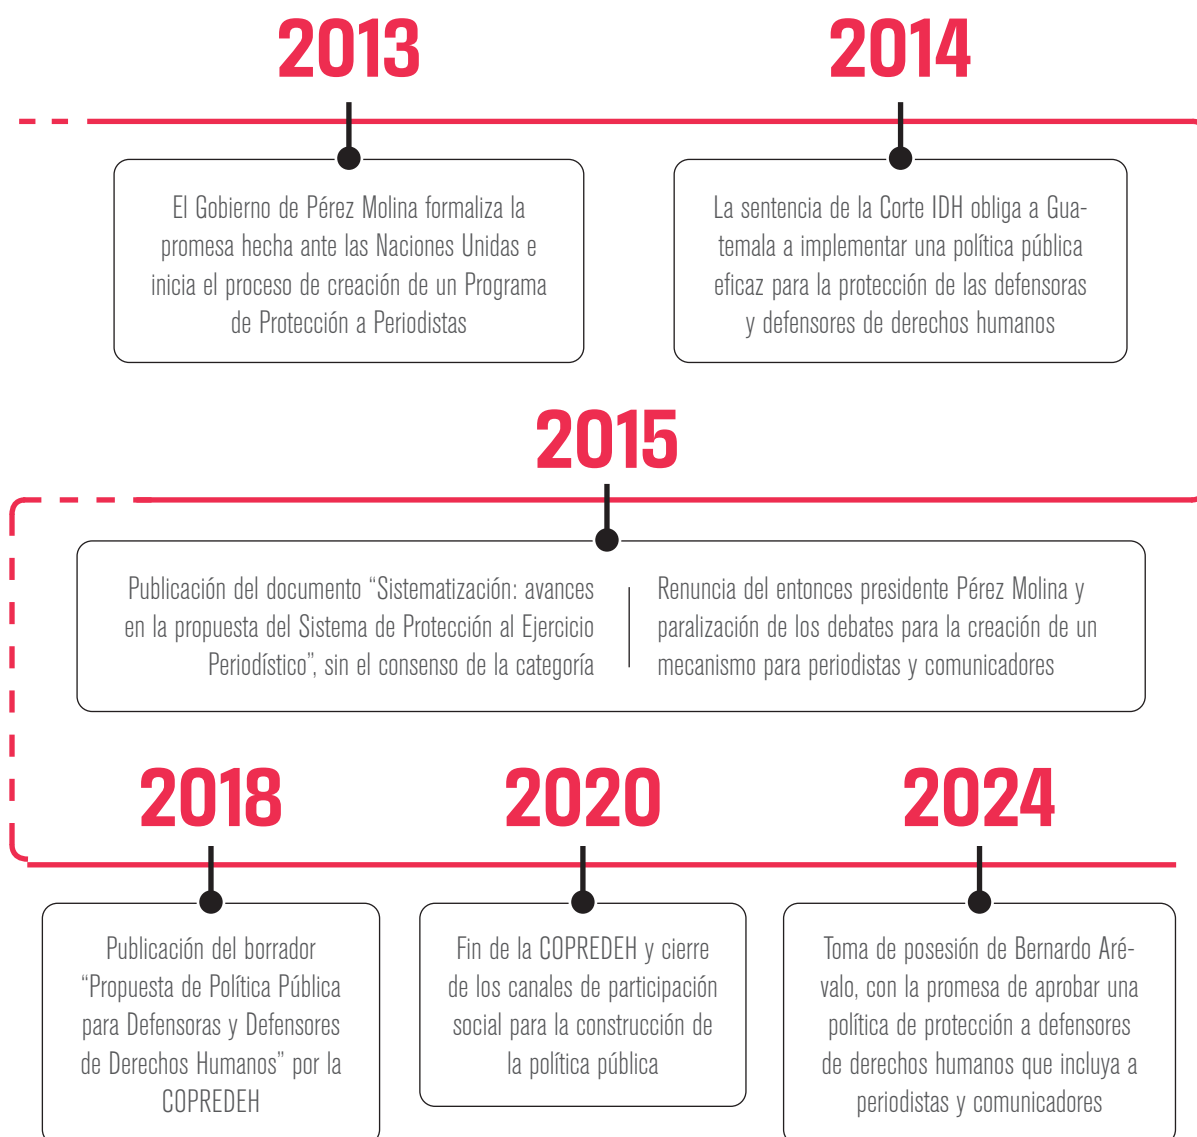 2013
El Gobierno de Pérez Molina formaliza la
promesa hecha ante las Naciones Unidas e
inicia el proceso de creación de un Programa
de Protección a Periodistas
2014
La sentencia de la Corte IDH obliga a Gua-
temala a implementar una política pública
eficaz para la protección de las defensoras
y defensores de derechos humanos
2015
Publicación del documento “Sistematización: avances
en la propuesta del Sistema de Protección al Ejercicio
Periodístico”, sin el consenso de la categoría
Renuncia del entonces presidente Pérez Molina y
paralización de los debates para la creación de un
mecanismo para periodistas y comunicadores
2018
Publicación del borrador
“Propuesta de Política Pública
para Defensoras y Defensores
de Derechos Humanos” por la
COPREDEH
2020
Fin de la COPREDEH y cierre
de los canales de participación
social para la construcción de
la política pública
2024
Toma de posesión de Bernardo Aré-
valo, con la promesa de aprobar una
política de protección a defensores
de derechos humanos que incluya a
periodistas y comunicadores